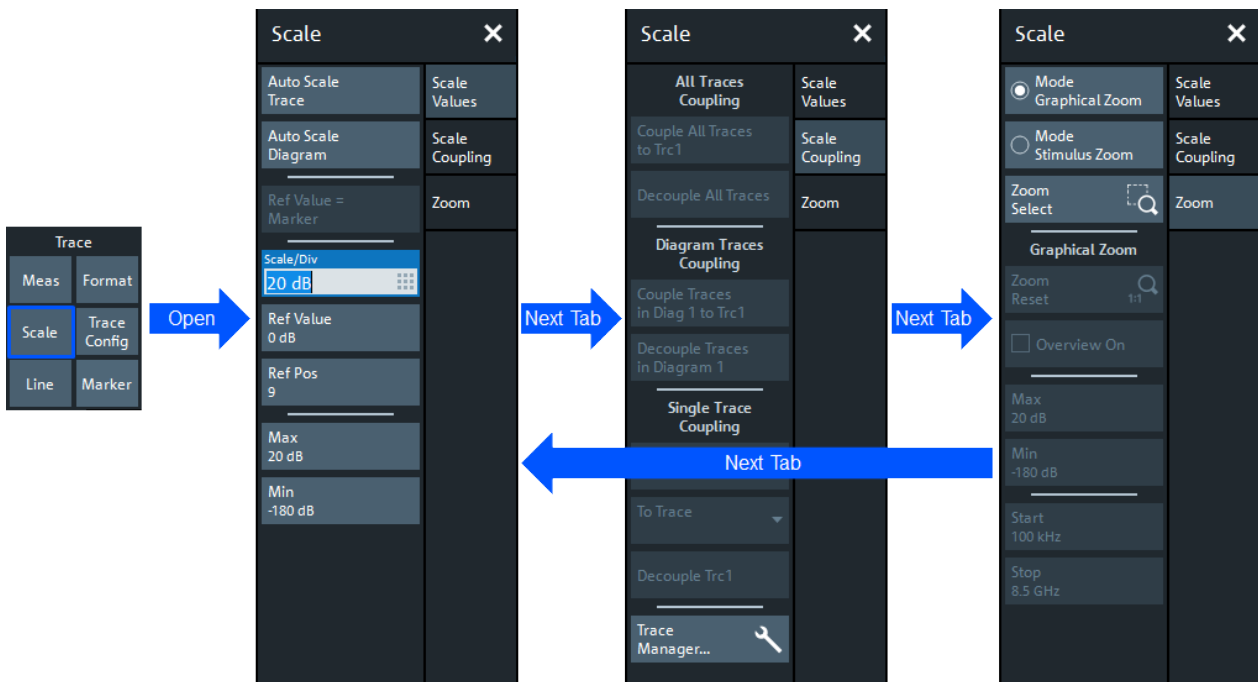 Trace
Meas
Format
Scale
Trace
Config
Line
Marker
Open
Scale
Auto Scale
Trace
Auto Scale
Diagram
Ref Value =
Marker
Scale/Div
20 dB
Ref Value
0 dB
Ref Pos
9
Max
20 dB
Min
-180 dB
Scale
Values
Scale
Coupling
Zoom
Next Tab
Scale
All Traces
Coupling
Couple All Traces
to Trc1
Decouple All Traces
Diagram Traces
Coupling
Couple Traces
in Diag 1 to Trc1
Decouple Traces
in Diagram 1
Single Trace
Coupling
To Trace
Decouple Trc1
Trace
Manager...
Scale
Values
Scale
Coupling
Zoom
Next Tab
Next Tab
Scale
Mode
Graphical Zoom
Mode
Stimulus Zoom
Zoom
Select
Graphical Zoom
Zoom
Reset
1:1
Overview On
Max
20 dB
Min
-180 dB
Start
100 kHz
Stop
8.5 GHz
Scale
Values
Scale
Coupling
Zoom